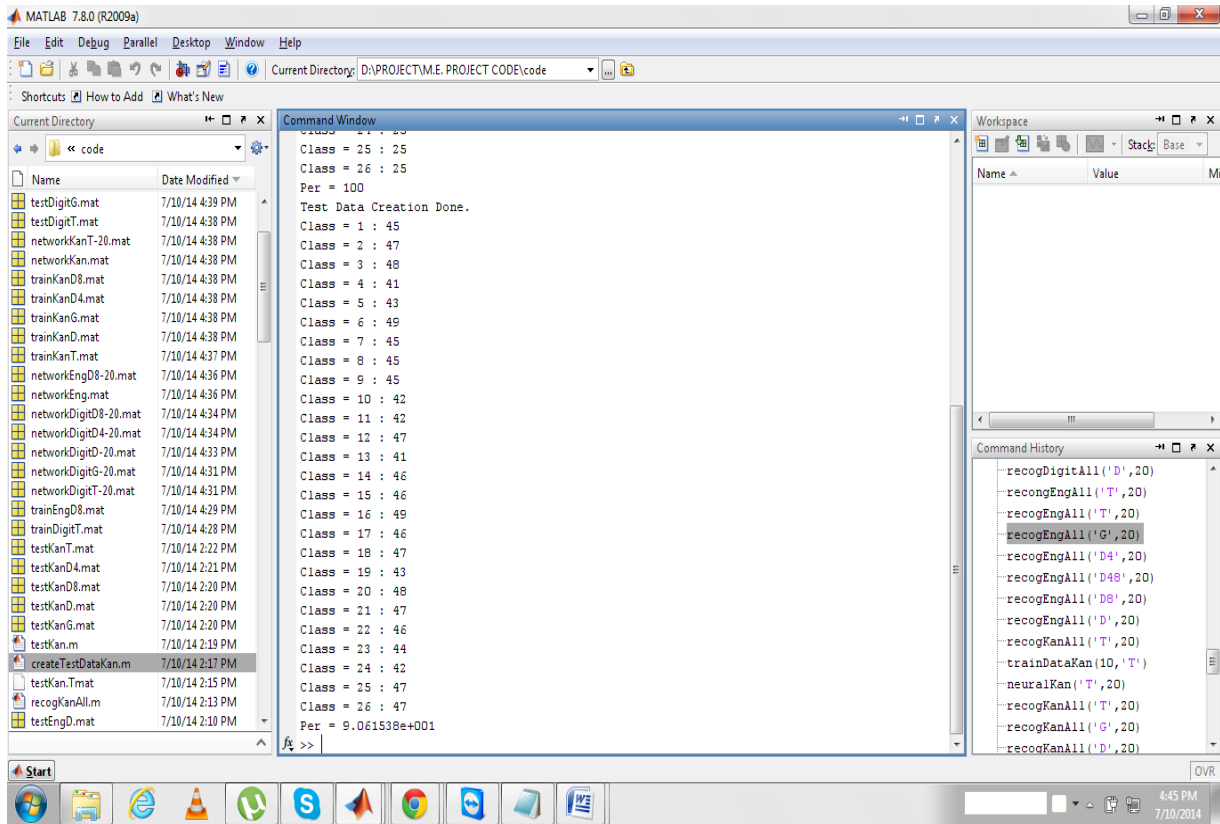 MATLAB 7.8.0 (R2009a)
File Edit Debug Parallel Desktop Window Help
Current Directory: D:\PROJECT\M.E. PROJECT CODE\code
Shortcuts How to Add What's New
Current Directory
« code
Name Date Modified
testDigitG.mat 7/10/14 4:39 PM
testDigitT.mat 7/10/14 4:38 PM
networkKanT-20.mat 7/10/14 4:38 PM
networkKan.mat 7/10/14 4:38 PM
trainKanD8.mat 7/10/14 4:38 PM
trainKanD4.mat 7/10/14 4:38 PM
trainKanG.mat 7/10/14 4:38 PM
trainKanD.mat 7/10/14 4:38 PM
trainKanT.mat 7/10/14 4:37 PM
networkEngD8-20.mat 7/10/14 4:36 PM
networkEng.mat 7/10/14 4:36 PM
networkDigitD8-20.mat 7/10/14 4:34 PM
networkDigitD4-20.mat 7/10/14 4:34 PM
networkDigitD-20.mat 7/10/14 4:33 PM
networkDigitG-20.mat 7/10/14 4:31 PM
networkDigitT-20.mat 7/10/14 4:31 PM
trainEngD8.mat 7/10/14 4:29 PM
trainDigitT.mat 7/10/14 4:28 PM
testKanT.mat 7/10/14 2:22 PM
testKanD4.mat 7/10/14 2:21 PM
testKanD8.mat 7/10/14 2:20 PM
testKanD.mat 7/10/14 2:20 PM
testKanG.mat 7/10/14 2:20 PM
testKan.m 7/10/14 2:19 PM
createTestDataKan.m 7/10/14 2:17 PM
testKan.Tmat 7/10/14 2:15 PM
recogKanAll.m 7/10/14 2:13 PM
testEngD.mat 7/10/14 2:10 PM
Command Window
Class = 25 : 25
Class = 26 : 25
Per = 100
Test Data Creation Done.
Class = 1 : 45
Class = 2 : 47
Class = 3 : 48
Class = 4 : 41
Class = 5 : 43
Class = 6 : 49
Class = 7 : 45
Class = 8 : 45
Class = 9 : 45
Class = 10 : 42
Class = 11 : 42
Class = 12 : 47
Class = 13 : 41
Class = 14 : 46
Class = 15 : 46
Class = 16 : 49
Class = 17 : 46
Class = 18 : 47
Class = 19 : 43
Class = 20 : 48
Class = 21 : 47
Class = 22 : 46
Class = 23 : 44
Class = 24 : 42
Class = 25 : 47
Class = 26 : 47
Per = 9.061538e+001
fx >>
Workspace
Stack: Base
Name Value Mi
Command History
recogDigitAll('D',20)
recongEngAll('T',20)
recogEngAll('T',20)
recogEngAll('G',20)
recogEngAll('D4',20)
recogEngAll('D48',20)
recogEngAll('D8',20)
recogEngAll('D',20)
recogKanAll('T',20)
trainDataKan(10,'T')
neuralKan('T',20)
recogKanAll('T',20)
recogKanAll('G',20)
recogKanAll('D',20)
Start
OVR
4:45 PM
7/10/2014